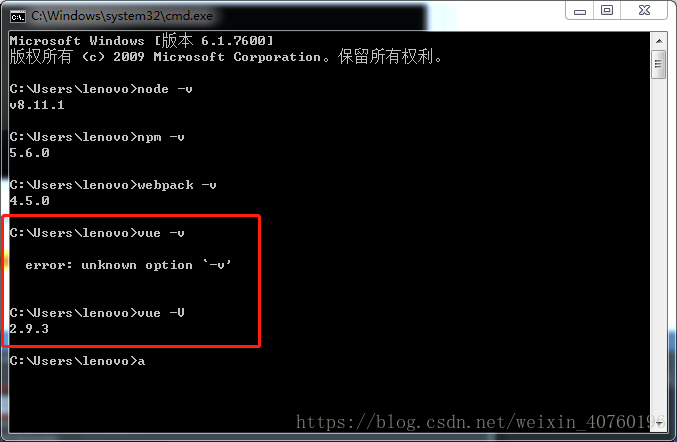 C:\Windows\system32\cmd.exe
Microsoft Windows [版本 6.1.7600]
版权所有 (c) 2009 Microsoft Corporation。保留所有权利。
C:\Users\lenovo>node -v
v8.11.1
C:\Users\lenovo>npm -v
5.6.0
C:\Users\lenovo>webpack -v
4.5.0
C:\Users\lenovo>vue -v
error: unknown option `-v'
C:\Users\lenovo>vue -V
2.9.3
C:\Users\lenovo>a
https://blog.csdn.net/weixin_40760196